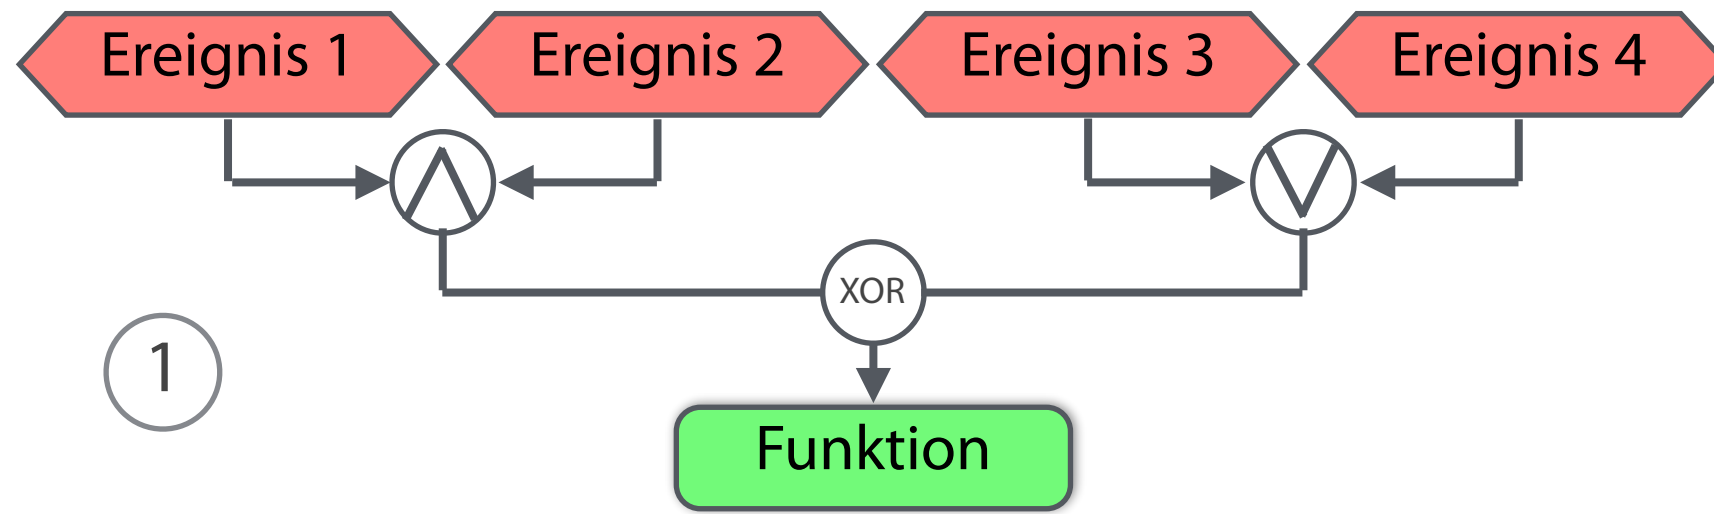 Ereignis 1
Ereignis 2
Ereignis 3
Ereignis 4
∧
∨
XOR
1
Funktion